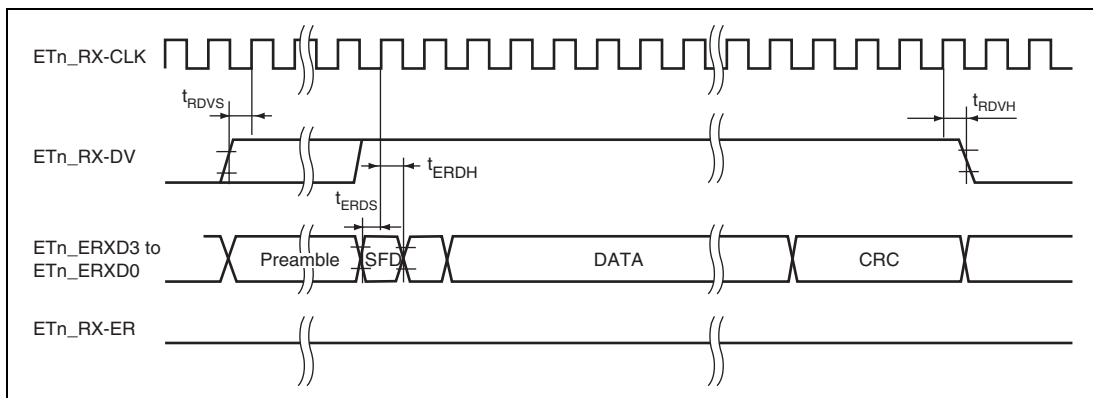 ETn_RX-CLK
tRDVS
tRDVH
ETn_RX-DV
tERDH
tERDS
ETn_ERXD3 to
ETn_ERXD0
Preamble
SFD
DATA
CRC
ETn_RX-ER